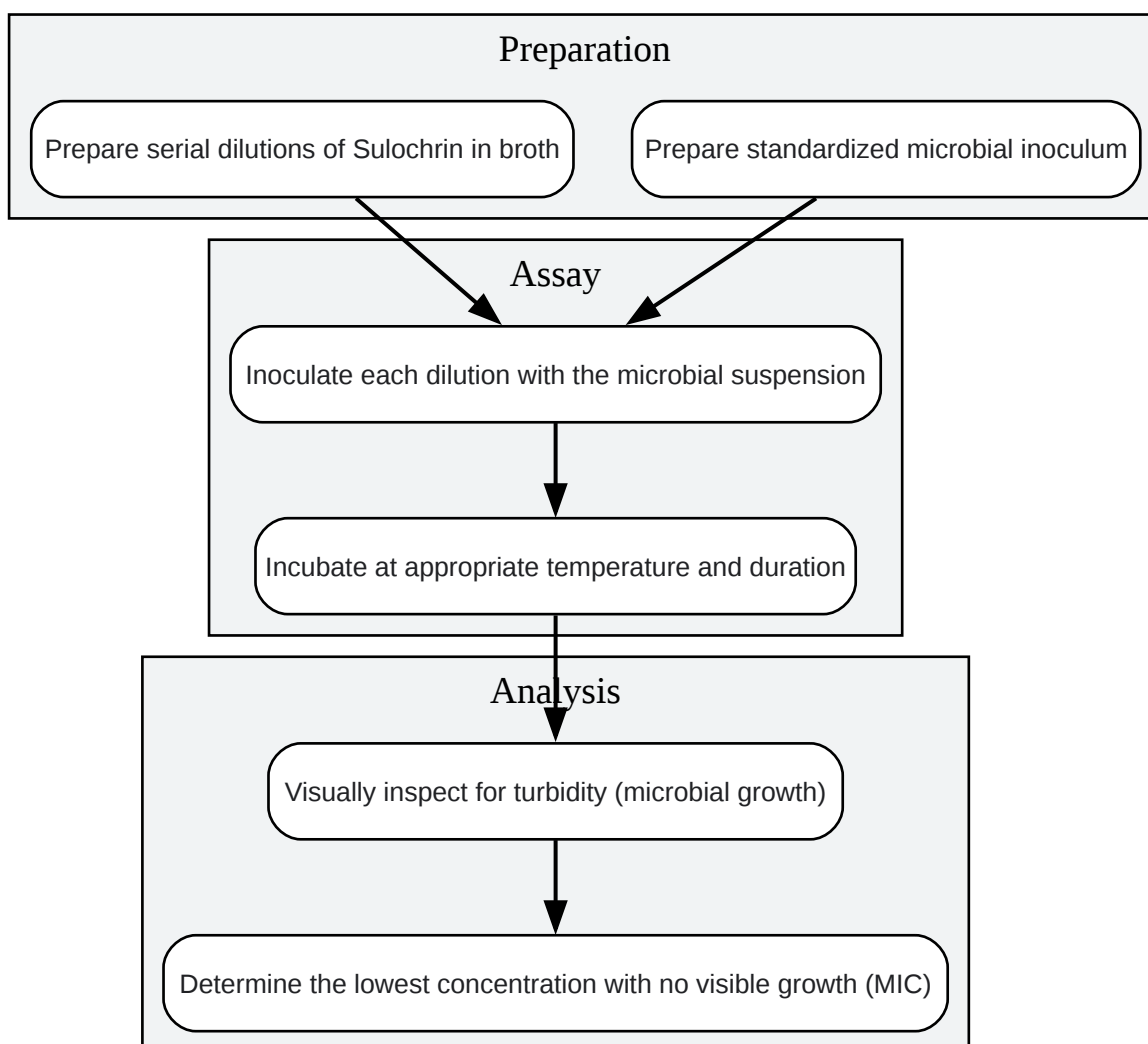 Preparation
Prepare serial dilutions of Sulochrin in broth
Prepare standardized microbial inoculum
Assay
Inoculate each dilution with the microbial suspension
Incubate at appropriate temperature and duration
Analysis
Visually inspect for turbidity (microbial growth)
Determine the lowest concentration with no visible growth (MIC)